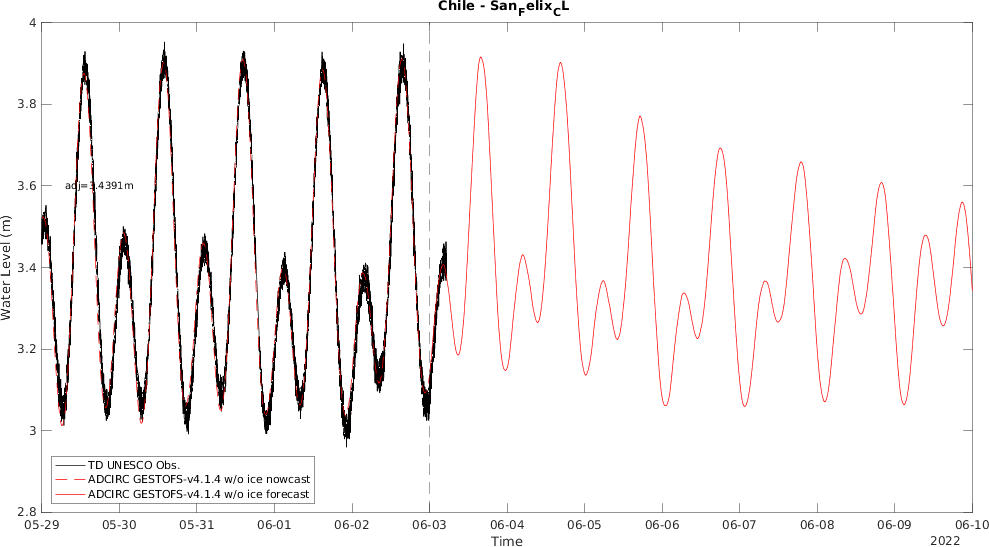 Chile - San_Felix_CL
4
3.8
3.6
3.4
3.2
3
2.8
Water Level (m)
adj=3.4391m
TD UNESCO Obs.
ADCIRC GESTOFS-v4.1.4 w/o ice nowcast
ADCIRC GESTOFS-v4.1.4 w/o ice forecast
05-29 05-30 05-31 06-01 06-02 06-03 06-04 06-05 06-06 06-07 06-08 06-09 06-10
Time
2022